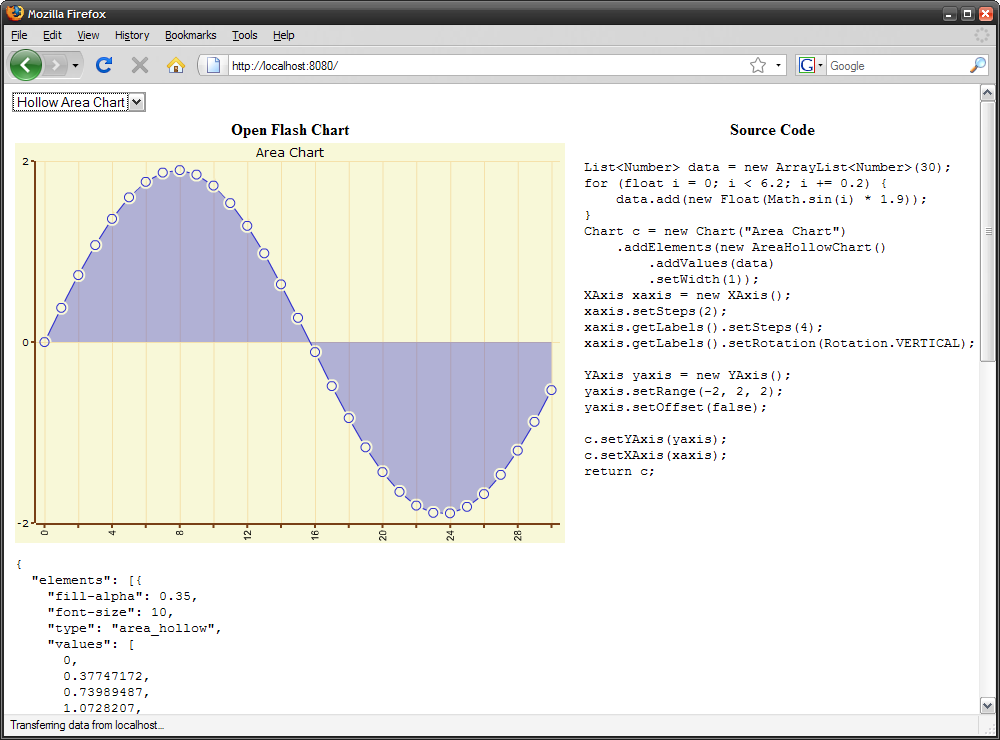 Mozilla Firefox
File Edit View History Bookmarks Tools Help
http://localhost:8080/
G Google
Hollow Area Chart
Open Flash Chart
Area Chart
2
0
-2
0 4 8 12 16 20 24 28
Source Code
List<Number> data = new ArrayList<Number>(30);
for (float i = 0; i < 6.2; i += 0.2) {
    data.add(new Float(Math.sin(i) * 1.9));
}
Chart c = new Chart("Area Chart")
    .addElements(new AreaHollowChart()
        .addValues(data)
        .setWidth(1));
XAxis xaxis = new XAxis();
xaxis.setSteps(2);
xaxis.getLabels().setSteps(4);
xaxis.getLabels().setRotation(Rotation.VERTICAL);
YAxis yaxis = new YAxis();
yaxis.setRange(-2, 2, 2);
yaxis.setOffset(false);
c.setYAxis(yaxis);
c.setXAxis(xaxis);
return c;
{
  "elements": [{
    "fill-alpha": 0.35,
    "font-size": 10,
    "type": "area_hollow",
    "values": [
      0,
      0.37747172,
      0.73989487,
      1.0728207,
Transferring data from localhost...